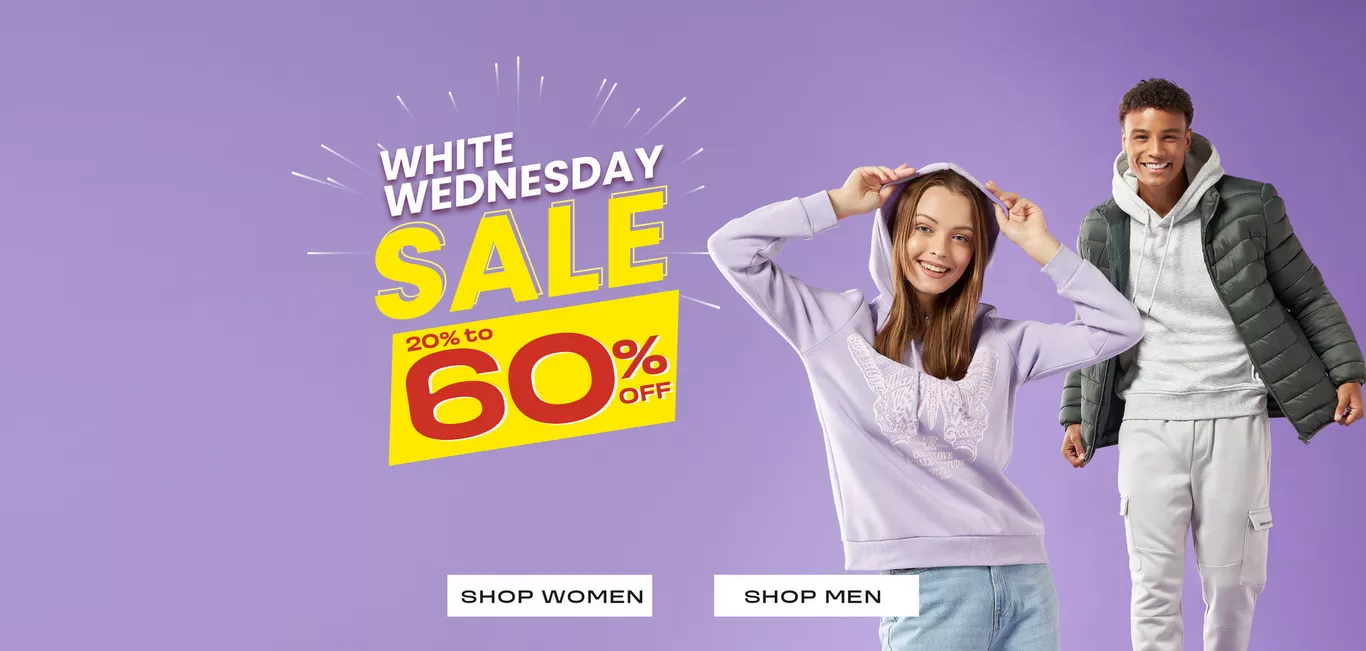 WHITE
WEDNESDAY
SALE
20% to
60%
OFF
SHOP WOMEN
SHOP MEN